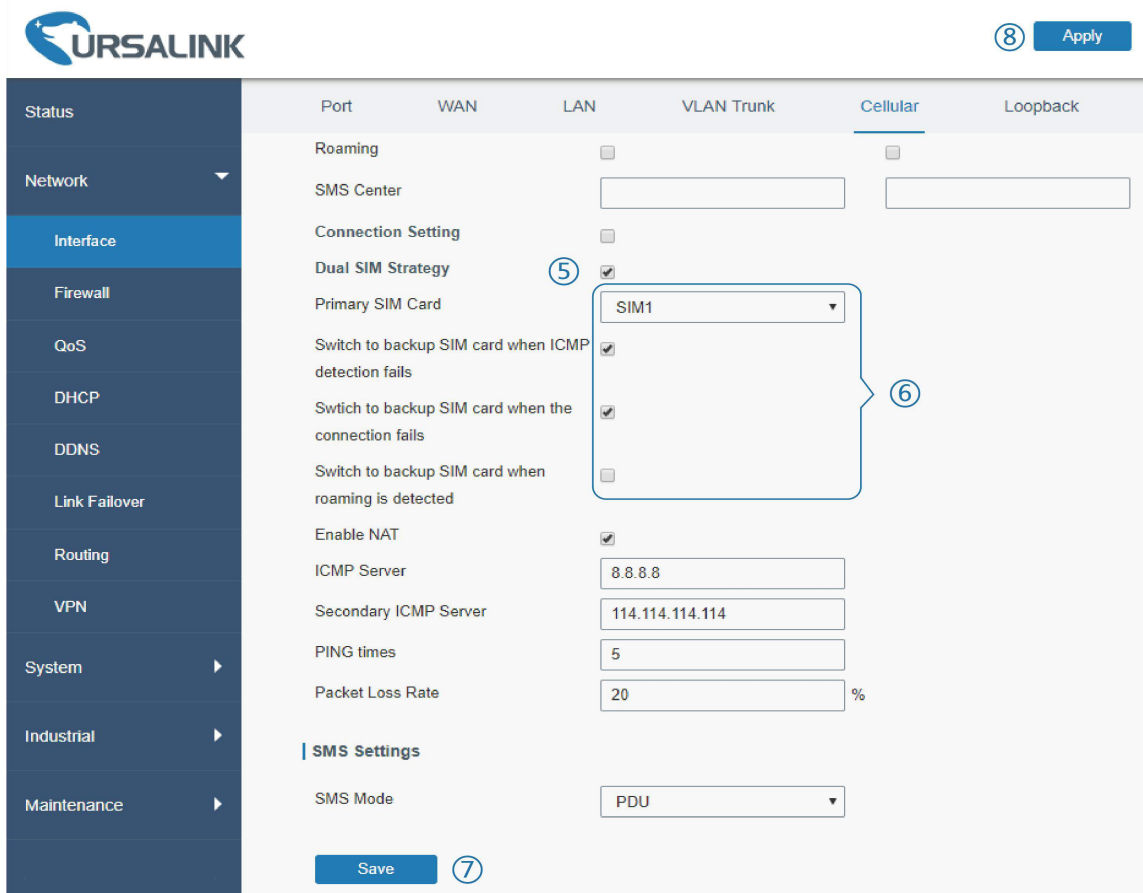 URSALINK
⑧ Apply
Status
Network
Interface
Firewall
QoS
DHCP
DDNS
Link Failover
Routing
VPN
System
Industrial
Maintenance
Port WAN LAN VLAN Trunk Cellular Loopback
Roaming
SMS Center
Connection Setting
Dual SIM Strategy ⑤
Primary SIM Card SIM1
Switch to backup SIM card when ICMP
detection fails
Swtich to backup SIM card when the
connection fails
⑥
Switch to backup SIM card when
roaming is detected
Enable NAT
ICMP Server 8.8.8.8
Secondary ICMP Server 114.114.114.114
PING times 5
Packet Loss Rate 20 %
SMS Settings
SMS Mode PDU
Save ⑦